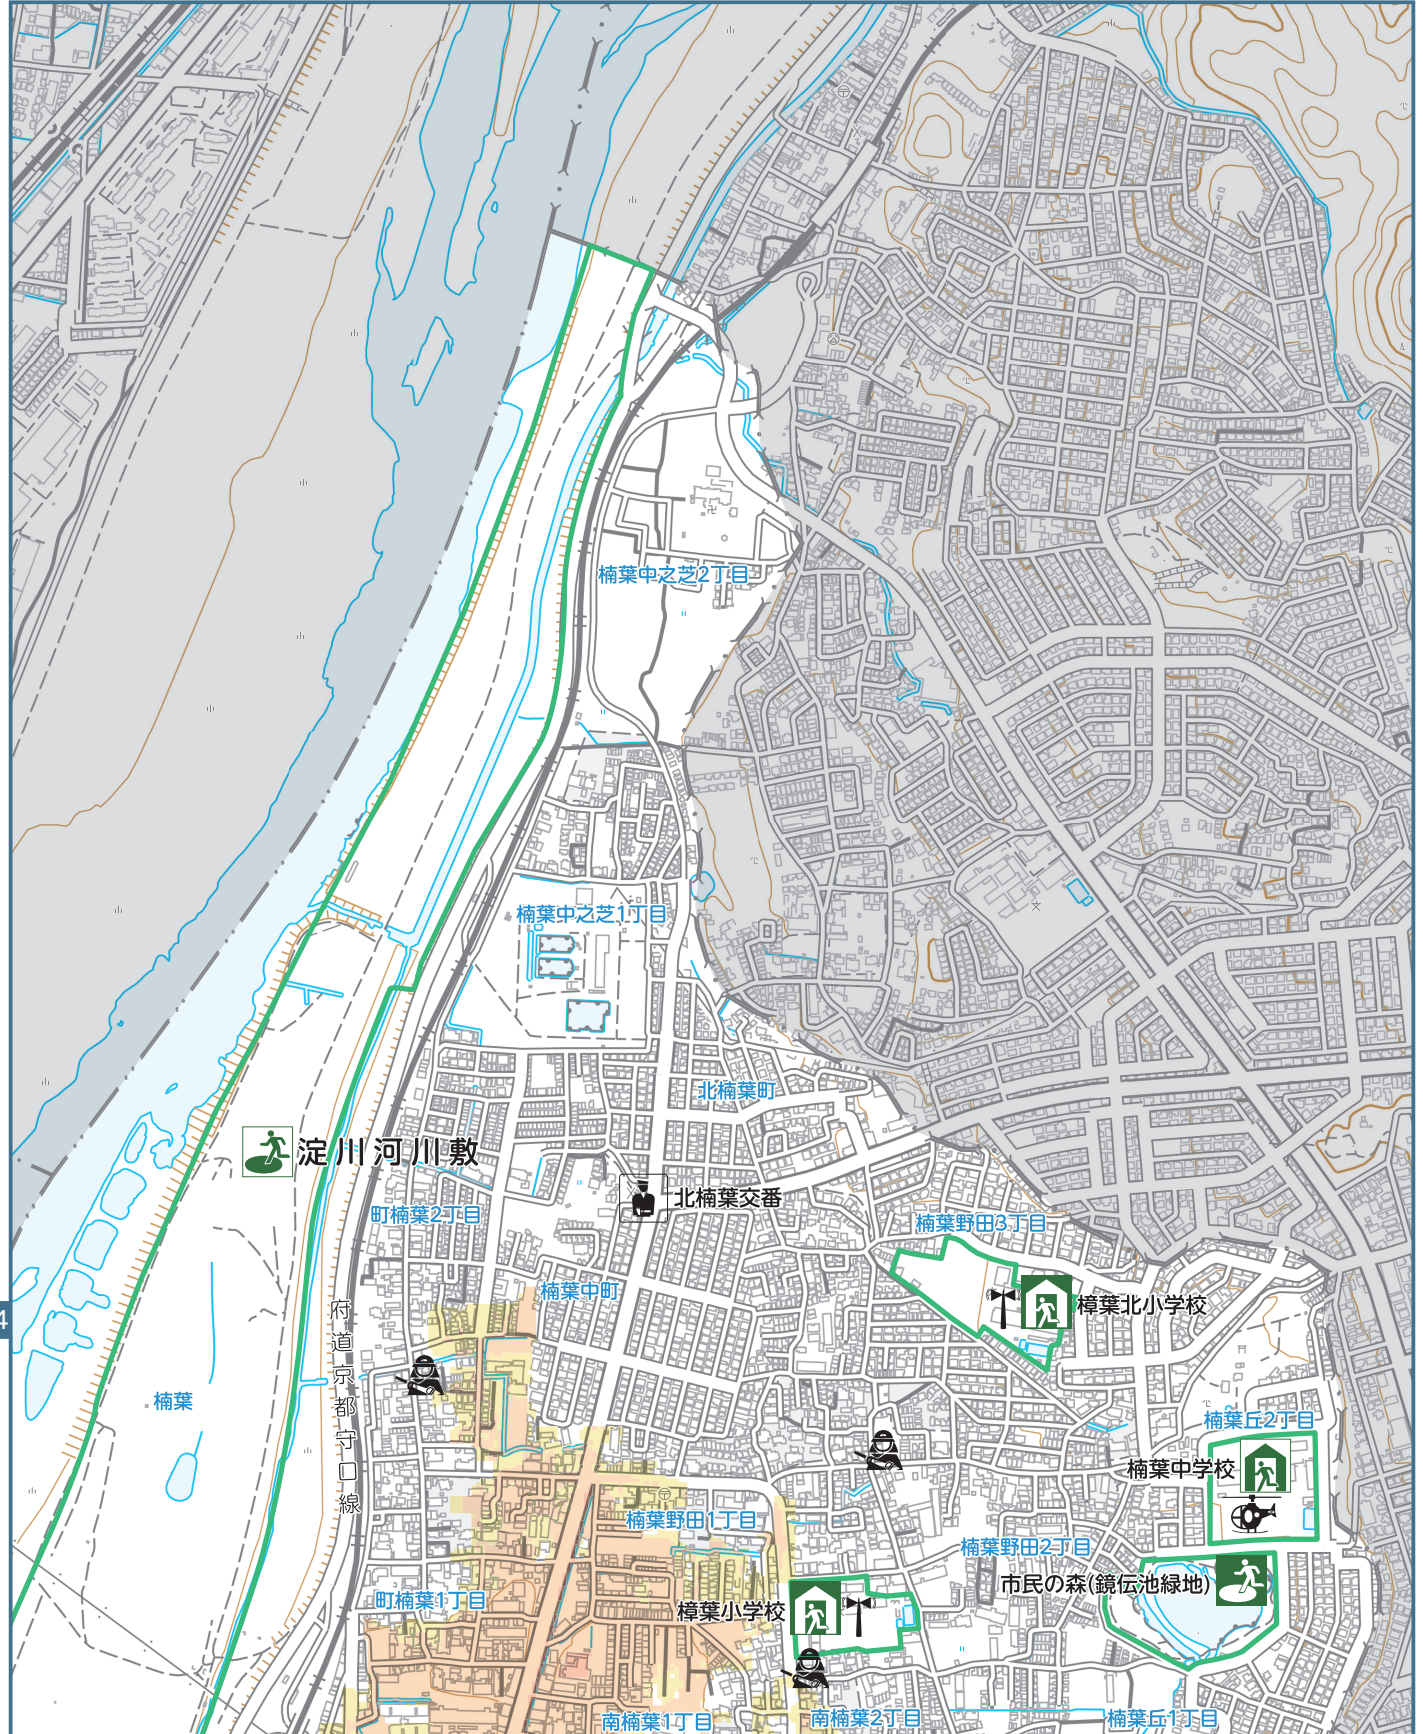 楠葉中之芝2丁目
楠葉中之芝1丁目
北楠葉町
淀川河川敷
北楠葉交番
町楠葉2丁目
楠葉野田3丁目
楠葉中町
樟葉北小学校
4
府道京都守口線
楠葉
楠葉丘2丁目
楠葉中学校
楠葉野田1丁目
楠葉野田2丁目
市民の森(鏡伝池緑地)
町楠葉1丁目
樟葉小学校
南楠葉1丁目
南楠葉2丁目
楠葉丘1丁目